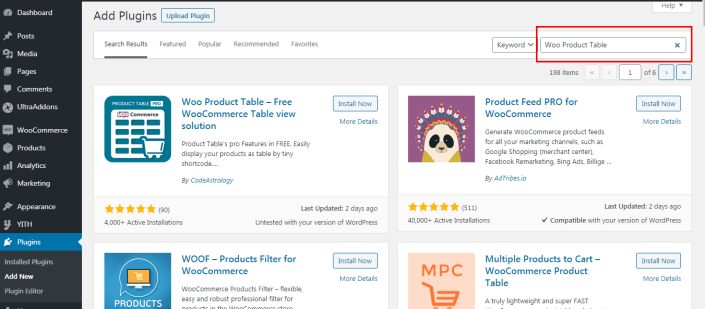 Dashboard
Posts
Media
Pages
Comments
UltraAddons
WooCommerce
Products
Analytics
Marketing
Appearance
YITH
Plugins
Installed Plugins
Add New
Plugin Editor
Help
Add Plugins Upload Plugin
Search Results Featured Popular Recommended Favorites Keyword Woo Product Table
198 items « ‹ 1 of 6 › »
PRODUCT TABLE PRO
Woo Commerce
Woo Product Table – Free
WooCommerce Table view
solution
Install Now
More Details
Product Table's pro Features in FREE. Easily
display your products as table by tiny
shortcode....
By CodeAstrology
(90)
4,000+ Active Installations
Last Updated: 2 days ago
Untested with your version of WordPress
Product Feed PRO for
WooCommerce
Install Now
More Details
Generate WooCommerce product feeds
for all your marketing channels, such as
Google Shopping (merchant center),
Facebook Remarketing, Bing Ads, Billige ...
By AdTribes.io
(511)
40,000+ Active Installations
Last Updated: 2 days ago
Compatible with your version of WordPress
PRODUCTS
WOOF – Products Filter for
WooCommerce
Install Now
More Details
WooCommerce Products Filter – flexible,
easy and robust professional filter for
products in the WooCommerce store
MPC
Multiple Products to Cart –
WooCommerce Product
Table
Install Now
More Details
A truly lightweight and super FAST